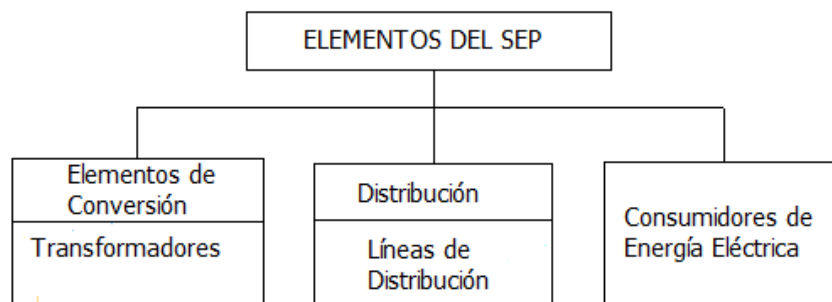 ELEMENTOS DEL SEP
Elementos de
Conversión
Transformadores
Distribución
Líneas de
Distribución
Consumidores de
Energía Eléctrica